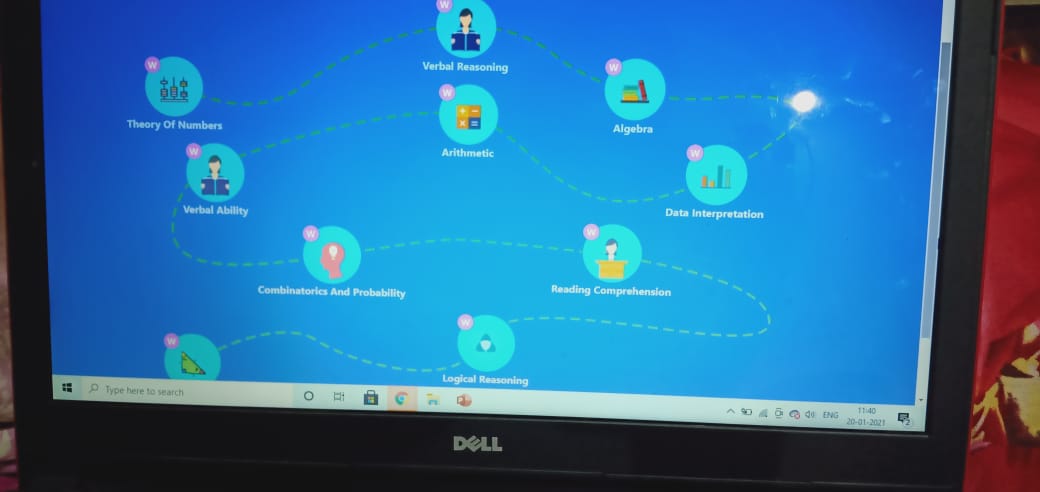 W
Verbal Reasoning
W
Theory Of Numbers
W
Algebra
W
Arithmetic
W
Verbal Ability
W
Data Interpretation
W
Combinatorics And Probability
W
Reading Comprehension
W
Logical Reasoning
W
Type here to search
ENG
11:40
20-01-2021
2
DELL